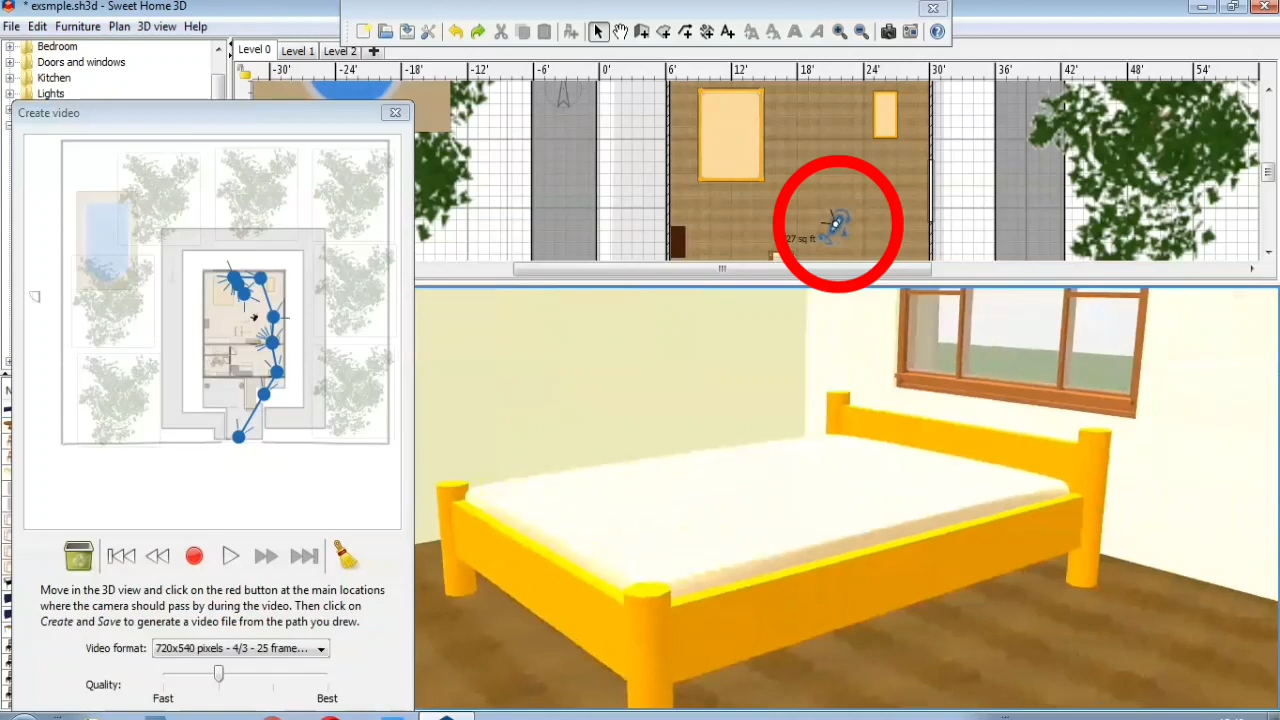 * exsmple.sh3d - Sweet Home 3D
File Edit Furniture Plan 3D view Help
Bedroom
Doors and windows
Kitchen
Lights
Level 0 Level 1 Level 2
-30' -24' -18' -12' -6' 0' 6' 12' 18' 24' 30' 36' 42' 48' 54'
27 sq ft
Create video
Move in the 3D view and click on the red button at the main locations
where the camera should pass by during the video. Then click on
Create and Save to generate a video file from the path you drew.
Video format: 720x540 pixels - 4/3 - 25 frame...
Quality:
Fast Best